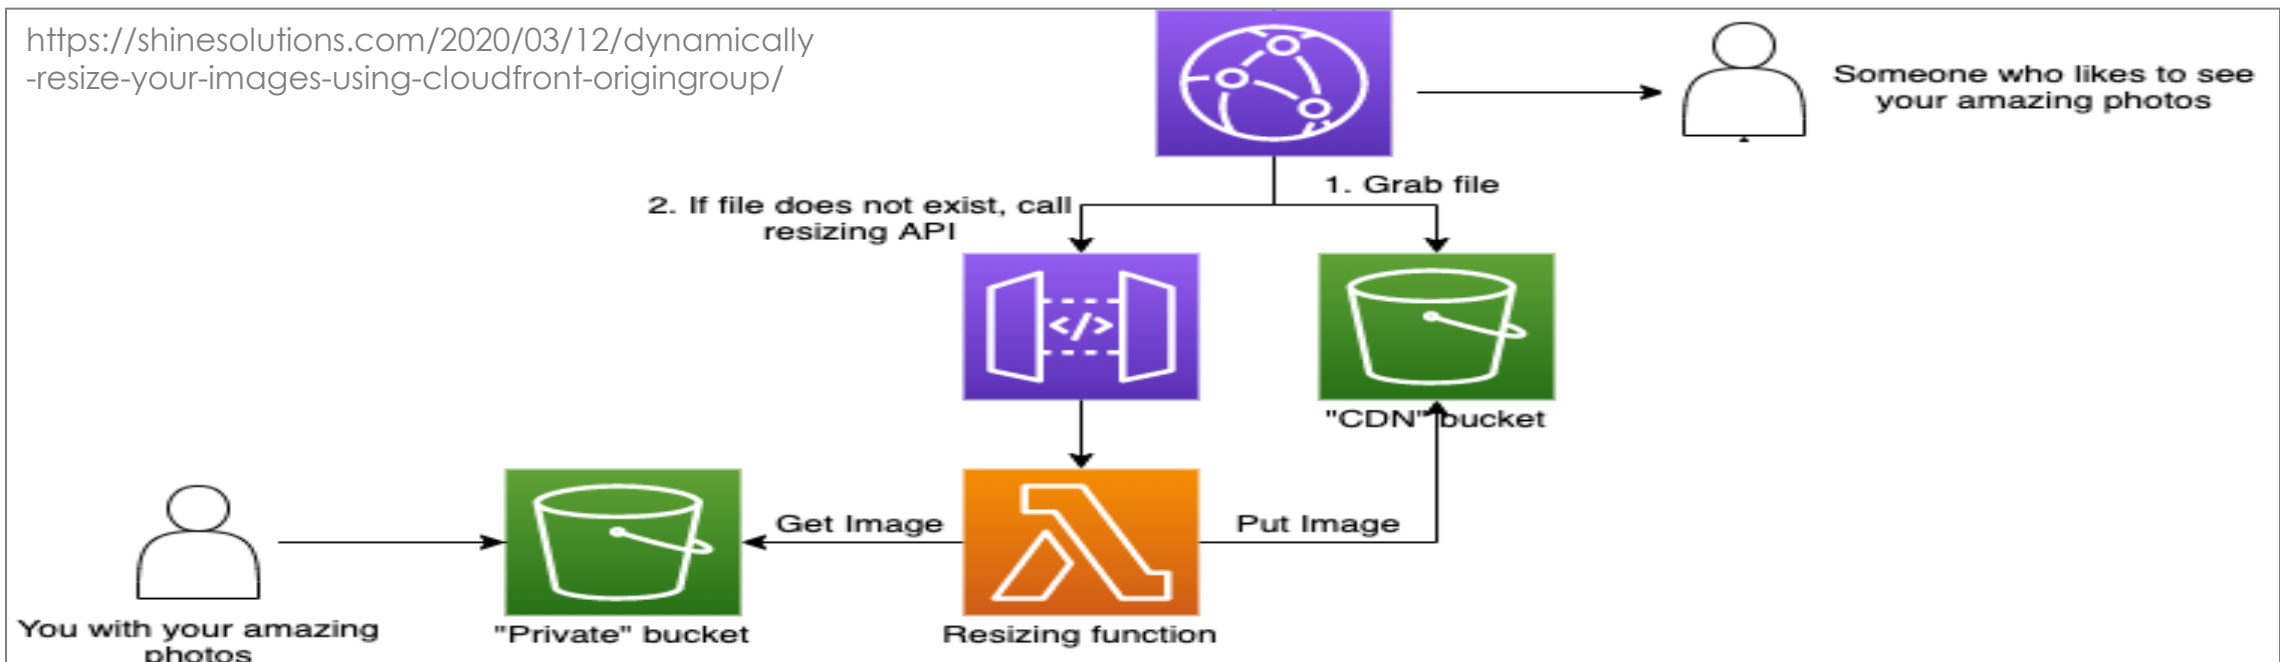 https://shinesolutions.com/2020/03/12/dynamically
-resize-your-images-using-cloudfront-origingroup/
Someone who likes to see
your amazing photos
1. Grab file
2. If file does not exist, call
resizing API
</>
"CDN" bucket
Get Image
Put Image
You with your amazing
photos
"Private" bucket
Resizing function